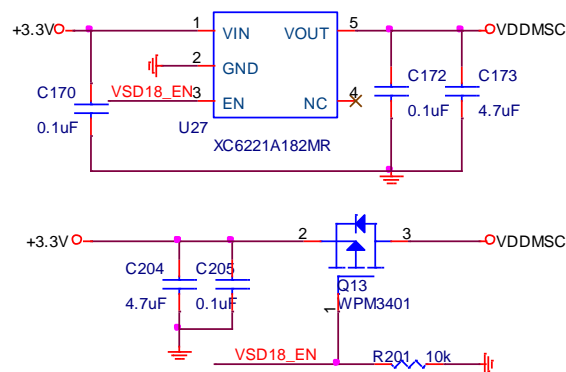 +3.3V 1 VIN VOUT 5 VDDMSC
2 GND
C170 VSD18_EN 3 EN NC 4 C172 C173
0.1uF U27 0.1uF 4.7uF
XC6221A182MR
+3.3V 2 3 VDDMSC
C204 C205 Q13
4.7uF 0.1uF WPM3401
1
VSD18_EN R201 10k